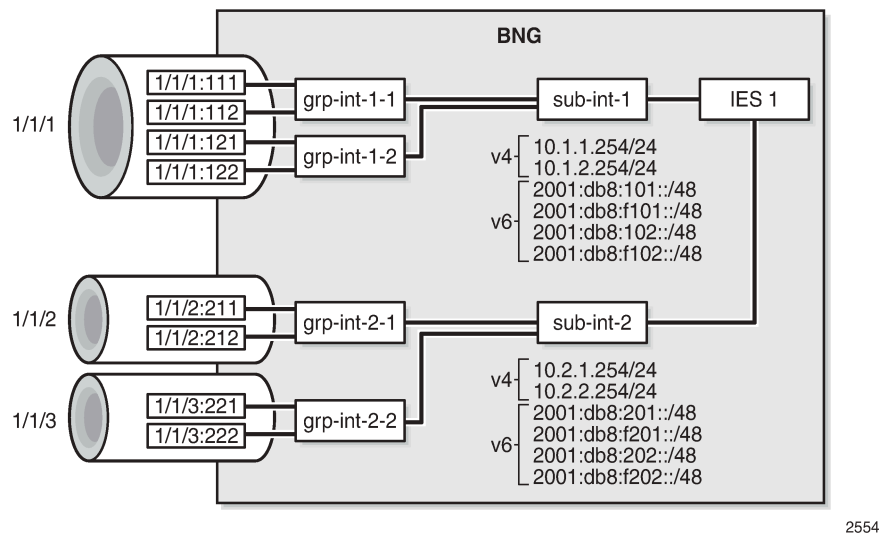 BNG
1/1/1
1/1/1:111
1/1/1:112
1/1/1:121
1/1/1:122
grp-int-1-1
grp-int-1-2
sub-int-1
IES 1
v4
10.1.1.254/24
10.1.2.254/24
v6
2001:db8:101::/48
2001:db8:f101::/48
2001:db8:102::/48
2001:db8:f102::/48
1/1/2
1/1/2:211
1/1/2:212
grp-int-2-1
sub-int-2
1/1/3
1/1/3:221
1/1/3:222
grp-int-2-2
v4
10.2.1.254/24
10.2.2.254/24
v6
2001:db8:201::/48
2001:db8:f201::/48
2001:db8:202::/48
2001:db8:f202::/48
2554